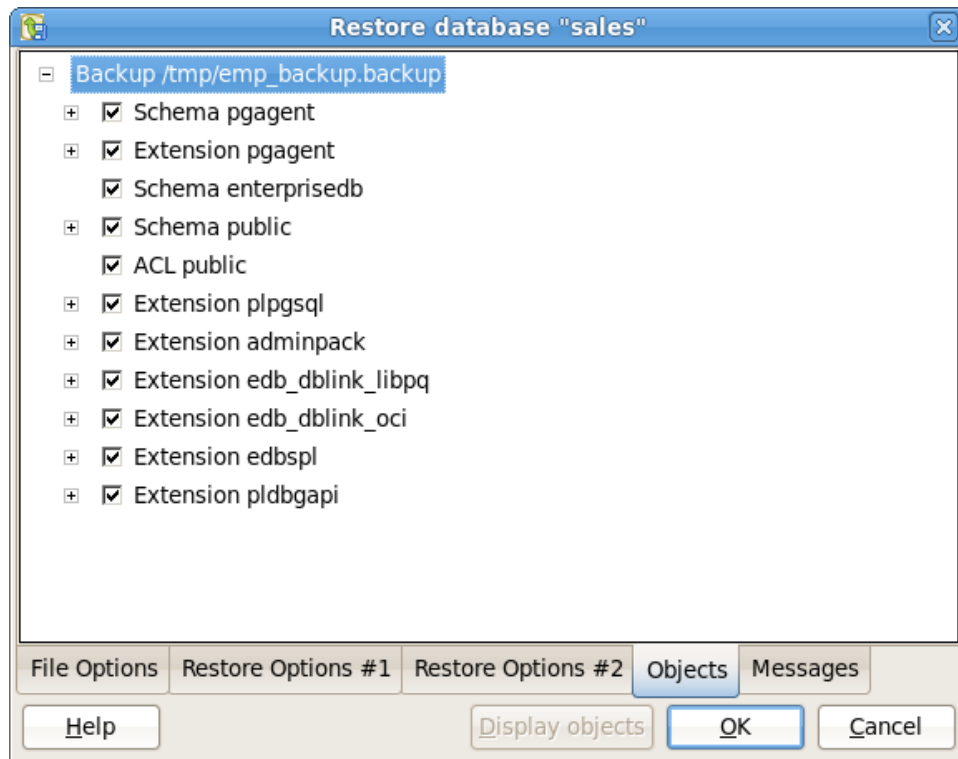 Restore database "sales"
Backup /tmp/emp_backup.backup
Schema pgagent
Extension pgagent
Schema enterprisedb
Schema public
ACL public
Extension plpgsql
Extension adminpack
Extension edb_dblink_libpq
Extension edb_dblink_oci
Extension edbspl
Extension pldbgapi
File Options Restore Options #1 Restore Options #2 Objects Messages
Help Display objects OK Cancel